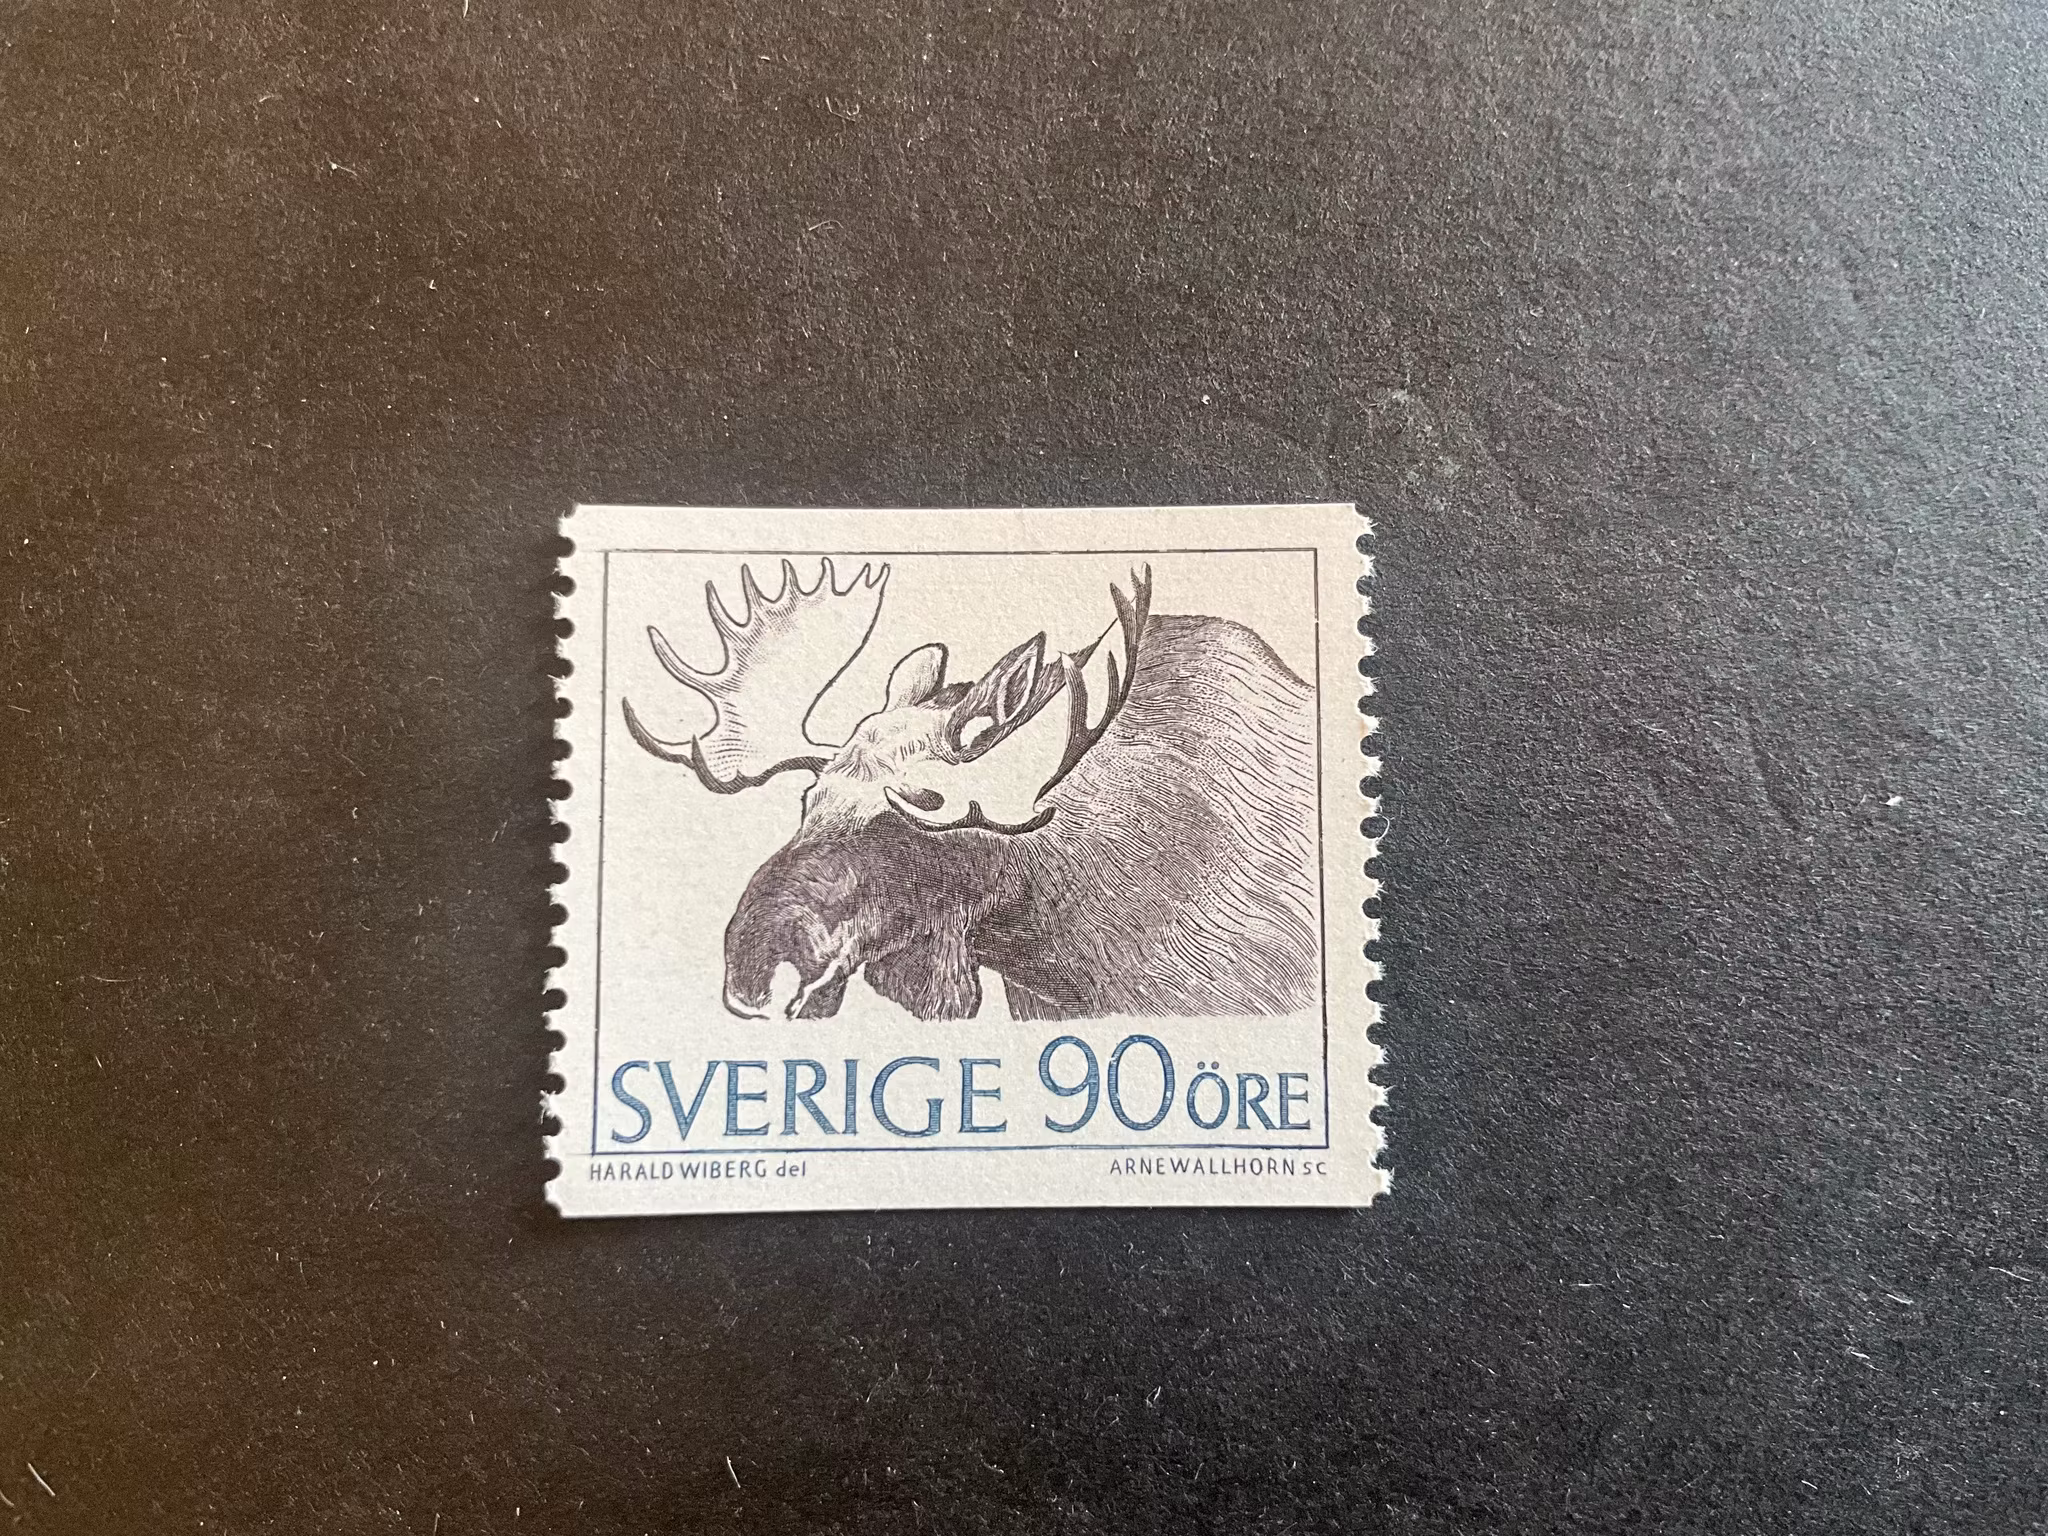 SVERIGE 90 ÖRE
HARALD WIBERG del ARNE WALLHORN sc